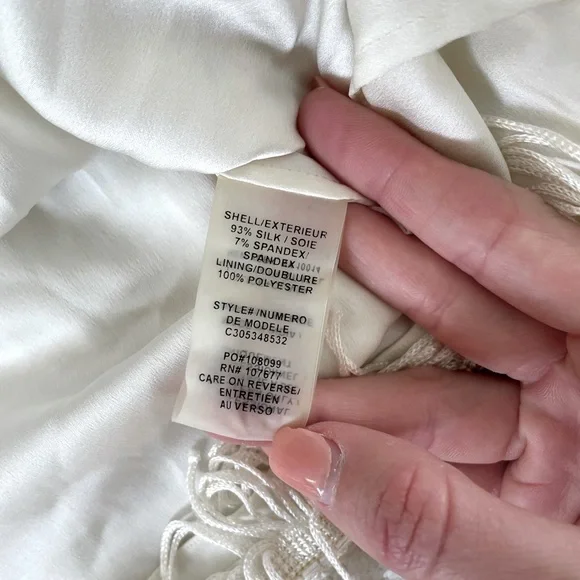 SHELL/EXTERIEUR
93% SILK / SOIE
7% SPANDEX/
SPANDEX
LINING/DOUBLURE
100% POLYESTER
STYLE# /NUMERO
DE MODELE
C305348532
PO#108099
RN# 107677
CARE ON REVERSE/
ENTRETIEN
AU VERSO